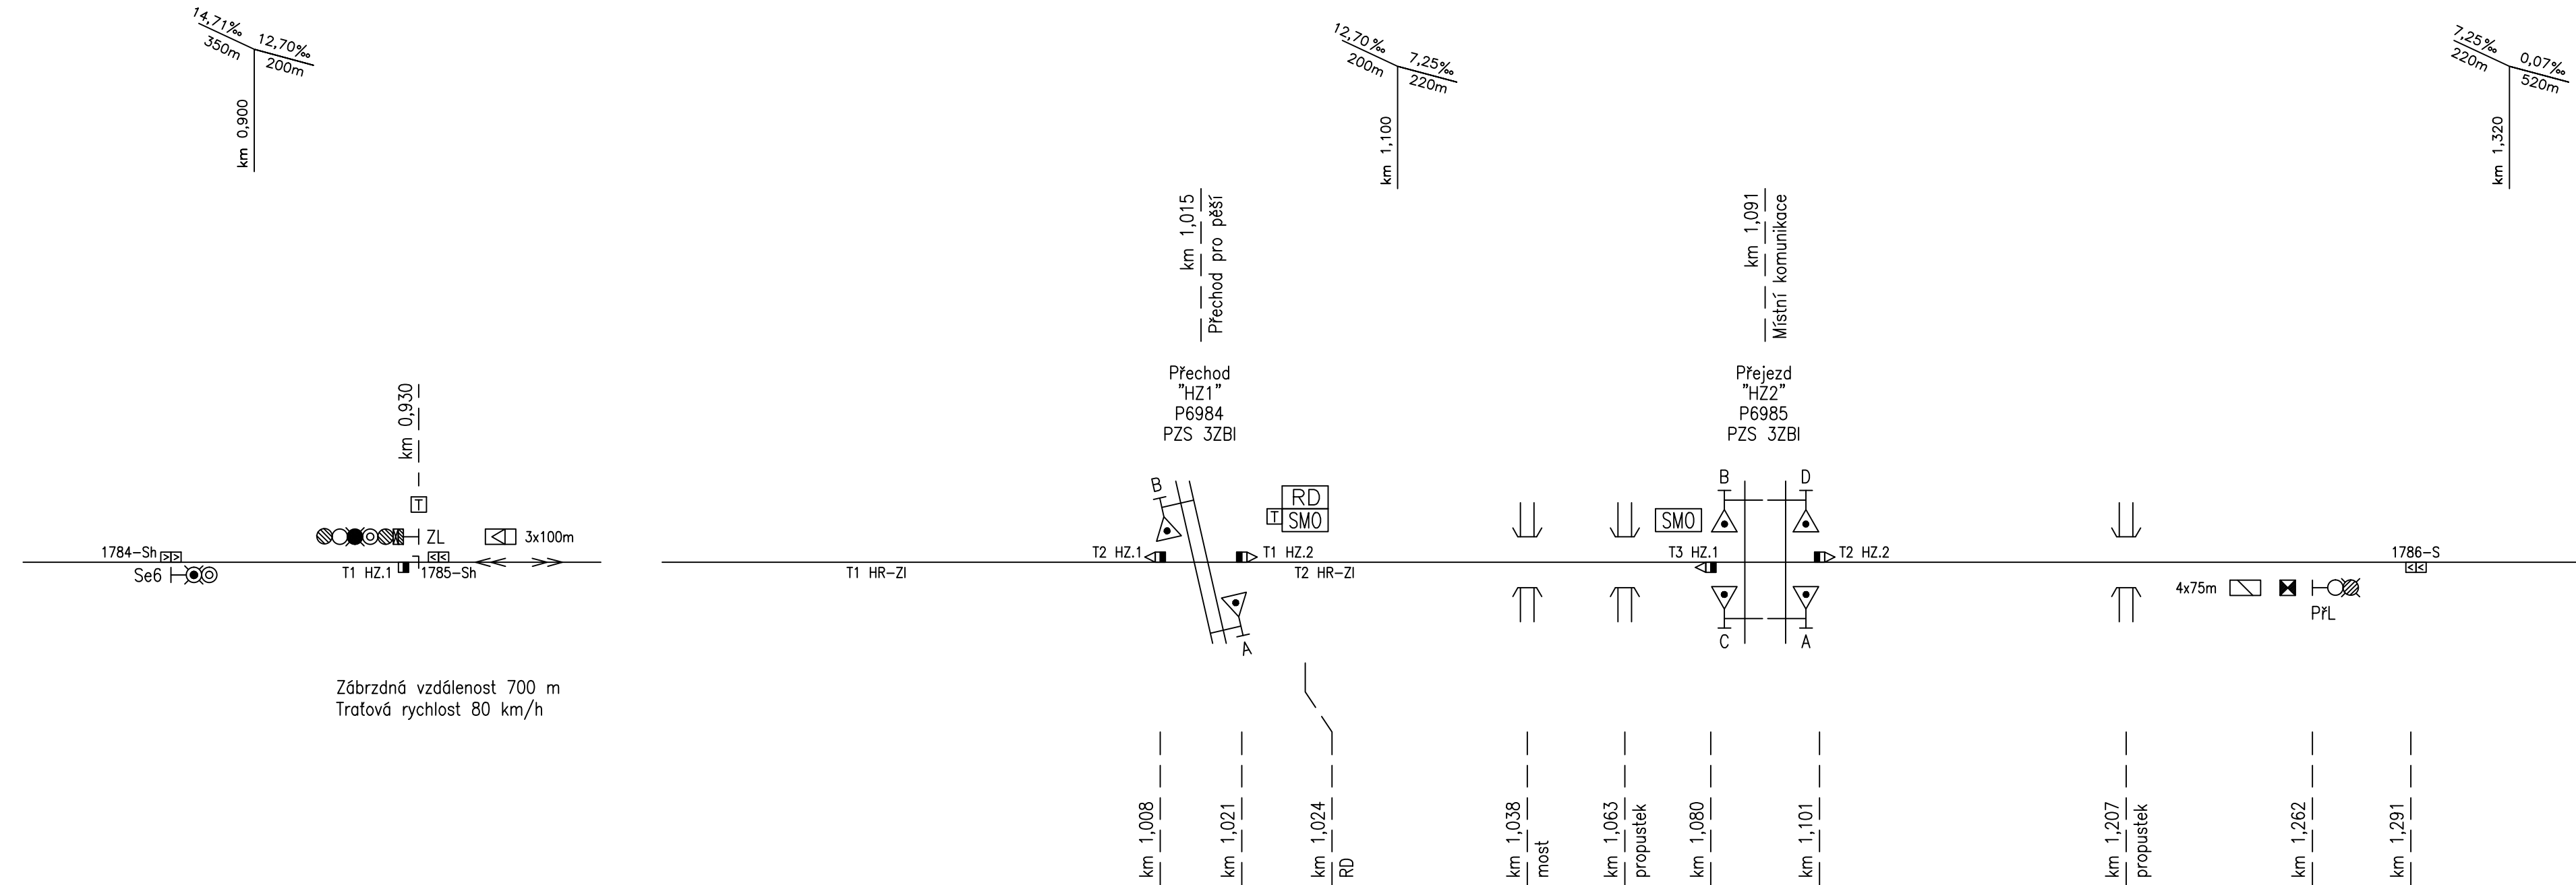 14,71‰
350m
12,70‰
200m
km 0,900
12,70‰
200m
7,25‰
220m
km 1,100
7,25‰
220m
0,07‰
520m
km 1,320
km 1,015
Přechod pro pěší
km 1,091
Místní komunikace
km 0,930
Přechod
"HZ1"
P6984
PZS 3ZBI
Přejezd
"HZ2"
P6985
PZS 3ZBI
B
B
D
T
RD
T
SMO
SMO
ZL
3x100m
1784-Sh
T2 HZ.1
T1 HZ.2
T3 HZ.1
T2 HZ.2
1786-S
Se6
T1 HZ.1
1785-Sh
T1 HR-ZI
T2 HR-ZI
4x75m
PřL
A
C
A
Zábrzdná vzdálenost 700 m
Traťová rychlost 80 km/h
km 1,008
km 1,021
km 1,024
RD
km 1,038
most
km 1,063
propustek
km 1,080
km 1,101
km 1,207
propustek
km 1,262
km 1,291